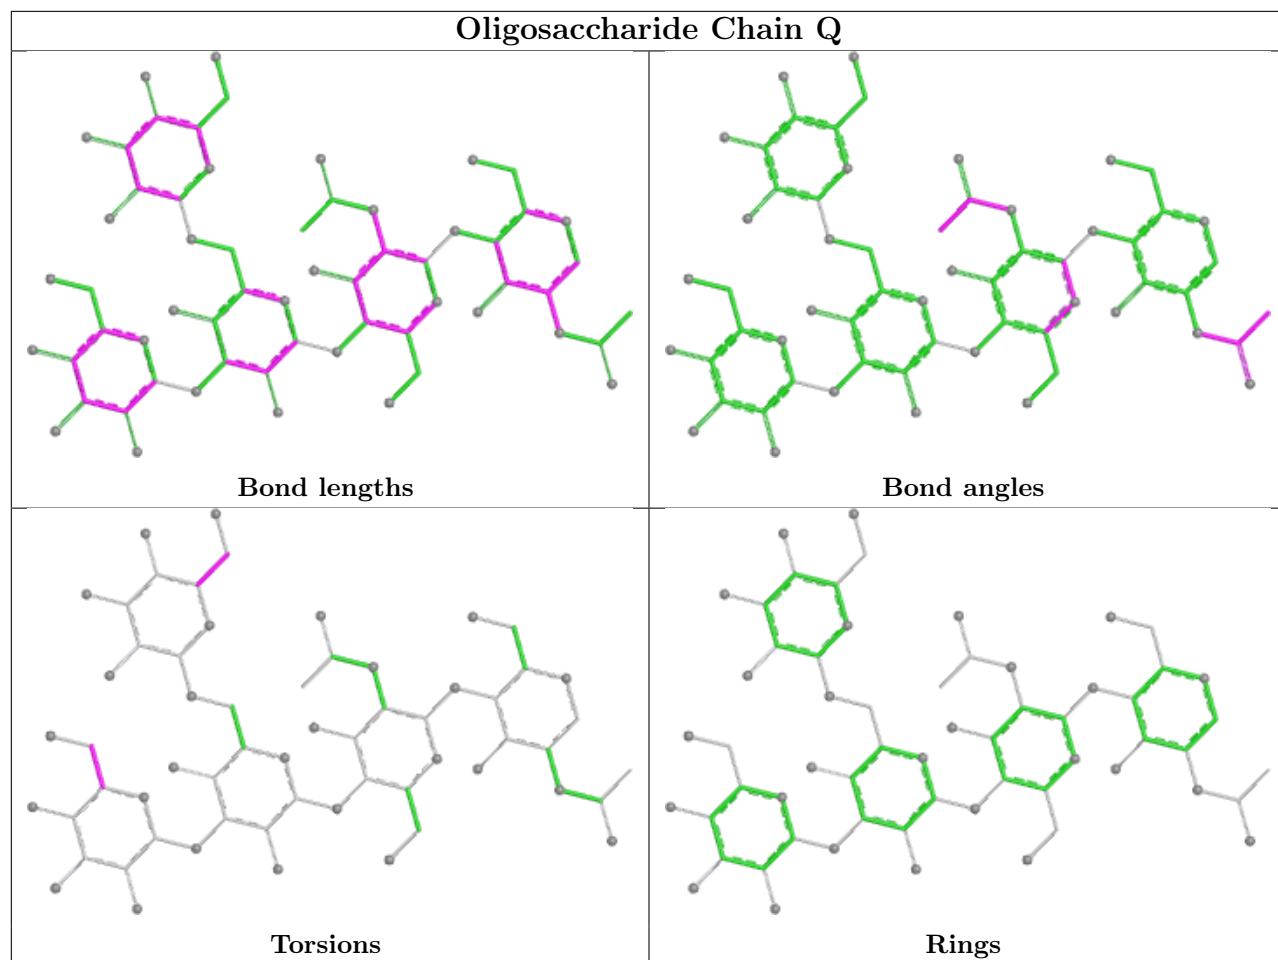 Oligosaccharide Chain Q
Bond lengths
Bond angles
Torsions
Rings